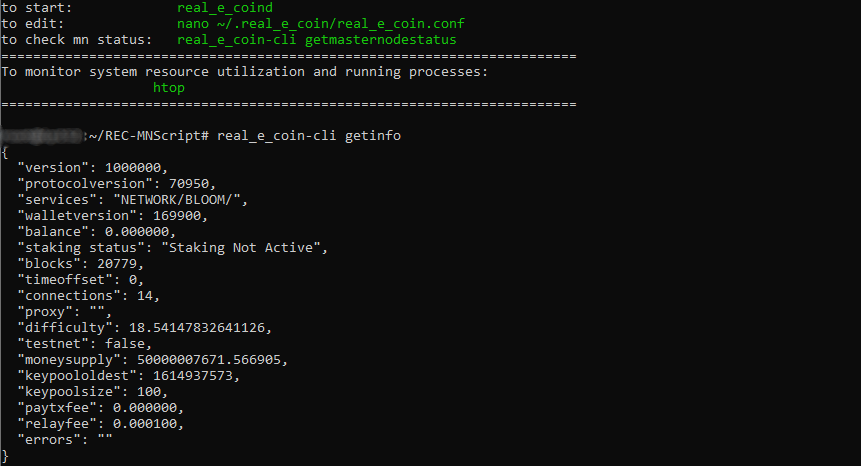 to start: real_e_coind
to edit: nano ~/.real_e_coin/real_e_coin.conf
to check mn status: real_e_coin-cli getmasternodestatus
========================================================================
To monitor system resource utilization and running processes:
htop
========================================================================
:~/REC-MNScript# real_e_coin-cli getinfo
{
"version": 1000000,
"protocolversion": 70950,
"services": "NETWORK/BLOOM/",
"walletversion": 169900,
"balance": 0.000000,
"staking status": "Staking Not Active",
"blocks": 20779,
"timeoffset": 0,
"connections": 14,
"proxy": "",
"difficulty": 18.54147832641126,
"testnet": false,
"moneysupply": 50000007671.566905,
"keypoololdest": 1614937573,
"keypoolsize": 100,
"paytxfee": 0.000000,
"relayfee": 0.000100,
"errors": ""
}